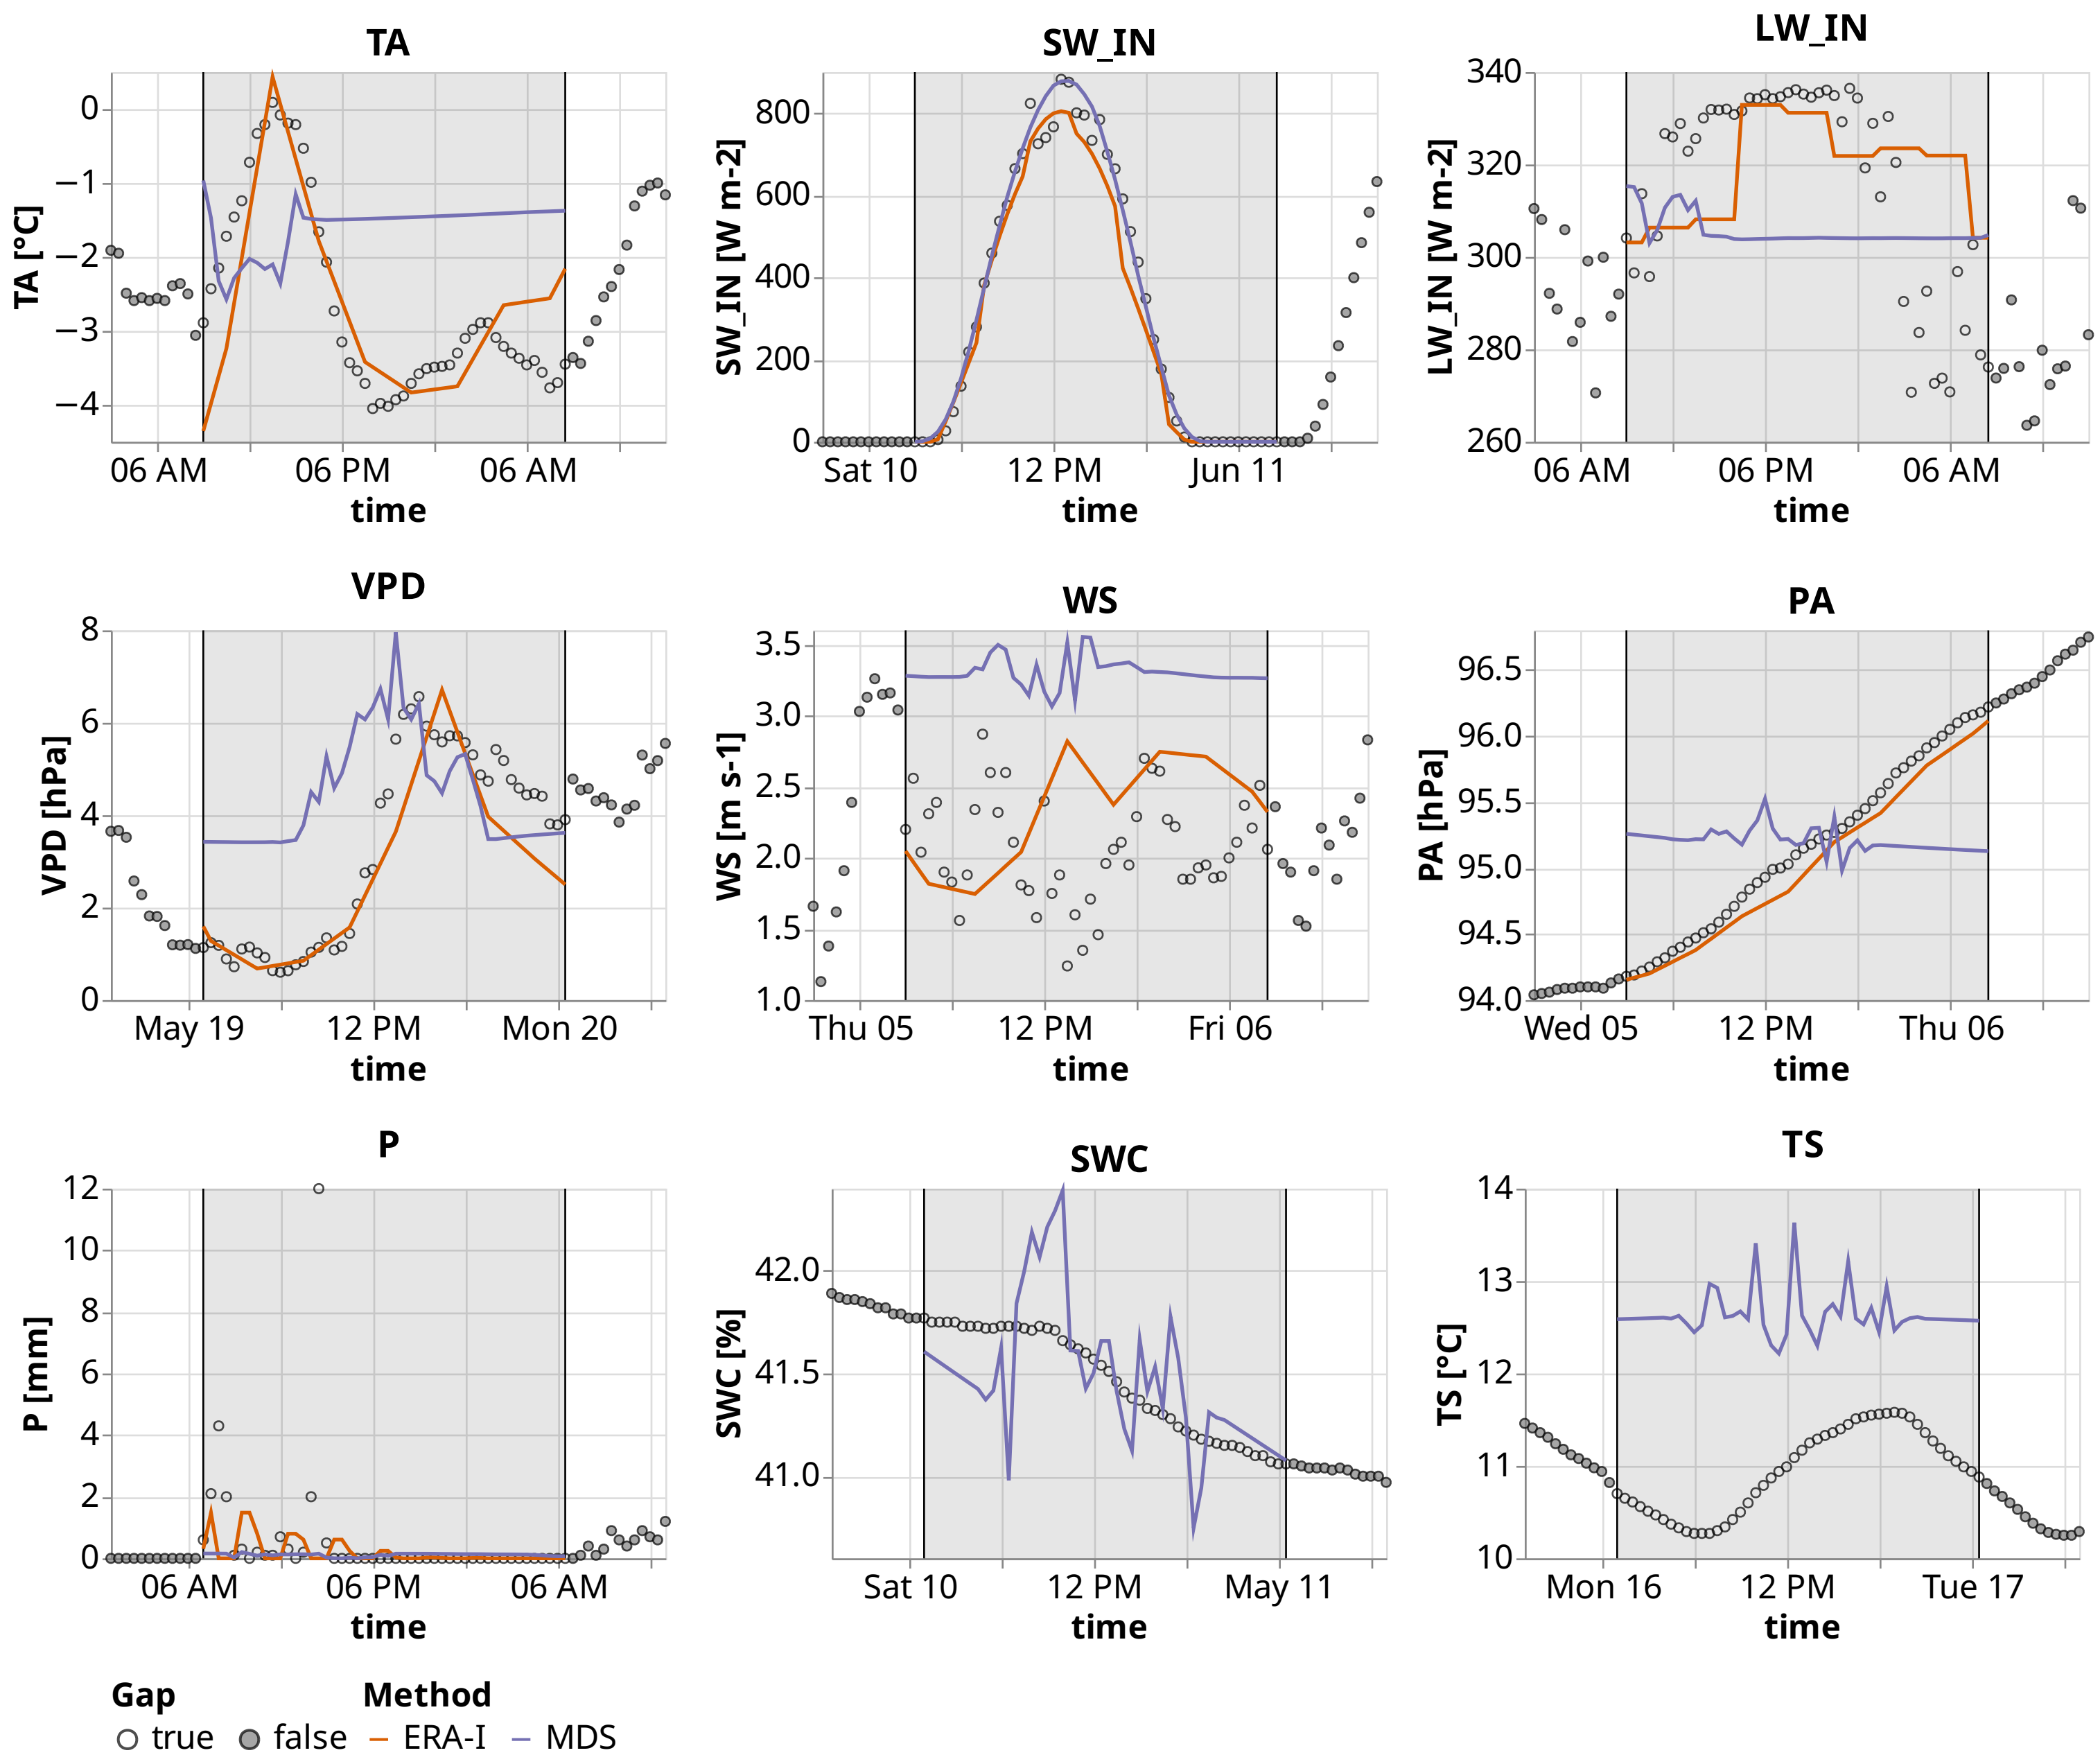 TA
SW_IN
LW_IN
TA [°C]
0
−1
−2
−3
−4
06 AM
06 PM
06 AM
time
SW_IN [W m-2]
800
600
400
200
0
Sat 10
12 PM
Jun 11
time
LW_IN [W m-2]
340
320
300
280
260
06 AM
06 PM
06 AM
time
VPD
WS
PA
VPD [hPa]
8
6
4
2
0
May 19
12 PM
Mon 20
time
WS [m s-1]
3.5
3.0
2.5
2.0
1.5
1.0
Thu 05
12 PM
Fri 06
time
PA [hPa]
96.5
96.0
95.5
95.0
94.5
94.0
Wed 05
12 PM
Thu 06
time
P
SWC
TS
P [mm]
12
10
8
6
4
2
0
06 AM
06 PM
06 AM
time
SWC [%]
42.0
41.5
41.0
Sat 10
12 PM
May 11
time
TS [°C]
14
13
12
11
10
Mon 16
12 PM
Tue 17
time
Gap
true
false
Method
ERA-I
MDS